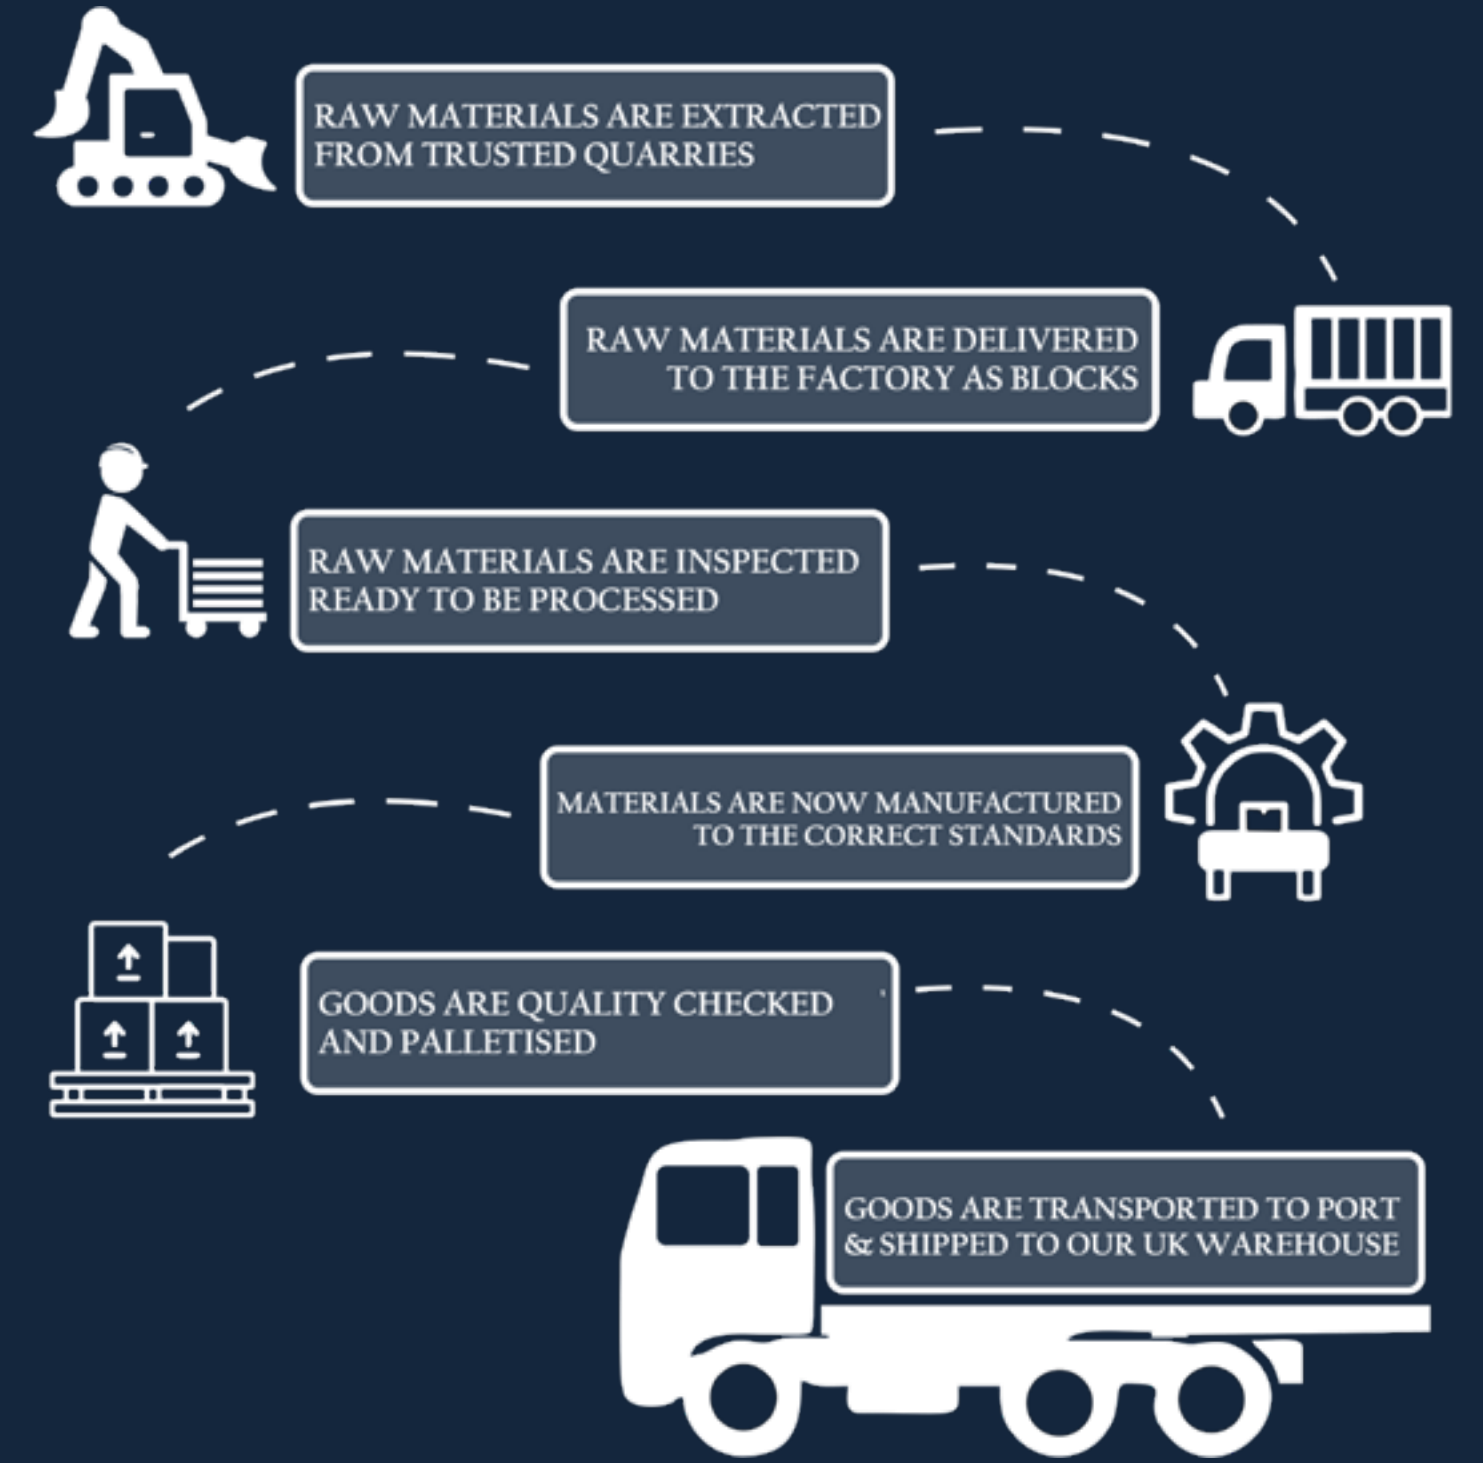 RAW MATERIALS ARE EXTRACTED
FROM TRUSTED QUARRIES
RAW MATERIALS ARE DELIVERED
TO THE FACTORY AS BLOCKS
RAW MATERIALS ARE INSPECTED
READY TO BE PROCESSED
MATERIALS ARE NOW MANUFACTURED
TO THE CORRECT STANDARDS
GOODS ARE QUALITY CHECKED
AND PALLETISED
GOODS ARE TRANSPORTED TO PORT
& SHIPPED TO OUR UK WAREHOUSE